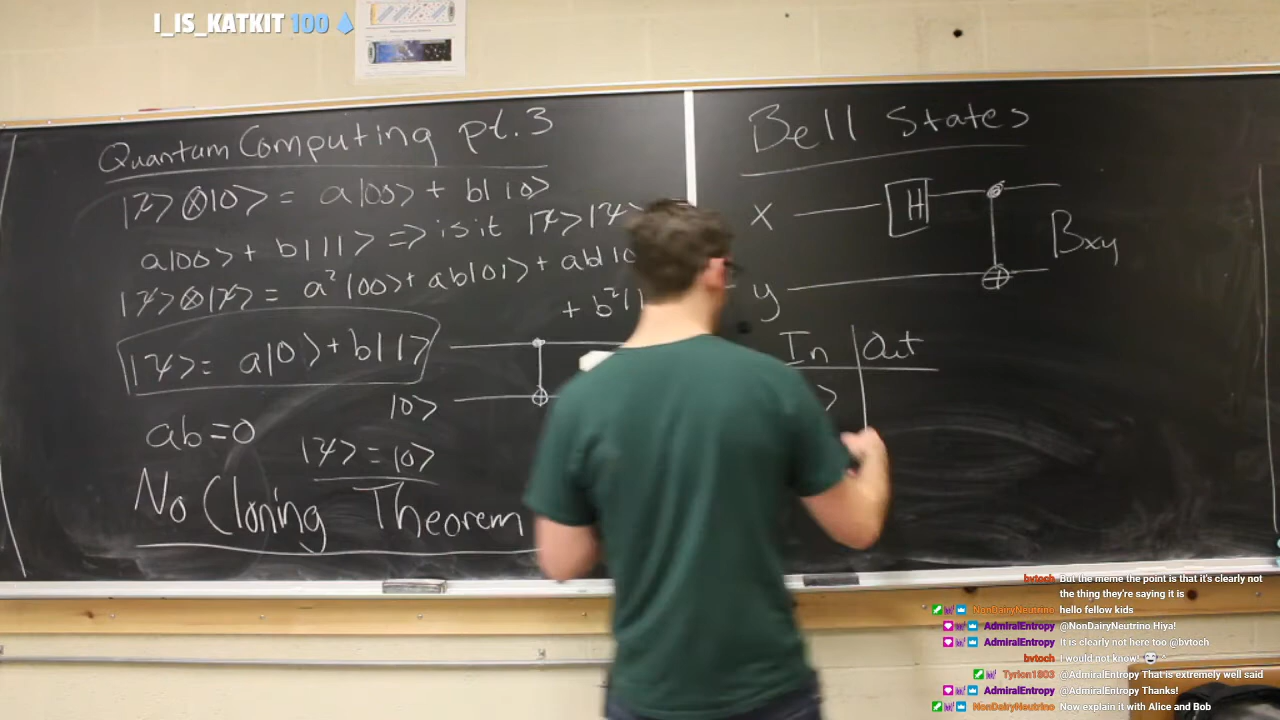 I_IS_KATKIT 100
Quantum Computing pt.3
|ψ>⊗|0> = a|00> + b|10>
a|00> + b|11> => is it |ψ>|ψ>
|ψ>⊗|ψ> = a²|00> + ab|01> + ab|10
+ b²|1
|ψ> = a|0> + b|1>
|0>
ab=0
|ψ> = |0>
No Cloning Theorem
Bell States
x H
Bxy
y
In Out
>
bvtoch But the meme the point is that it's clearly not
the thing they're saying it is
NonDairyNeutrino hello fellow kids
AdmiralEntropy @NonDairyNeutrino Hiya!
AdmiralEntropy It is clearly not here too @bvtoch
bvtoch I would not know!
Tyrion1803 @AdmiralEntropy That is extremely well said
AdmiralEntropy @AdmiralEntropy Thanks!
NonDairyNeutrino Now explain it with Alice and Bob